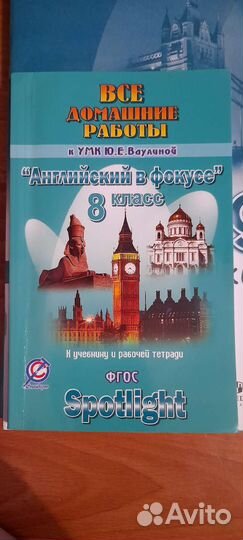 ВСЕ
ДОМАШНИЕ
РАБОТЫ
к УМК Ю.Е.Ваулиной
"Английский в фокусе"
8 класс
К учебнику и рабочей тетради
ФГОС
Spotlight
Avito